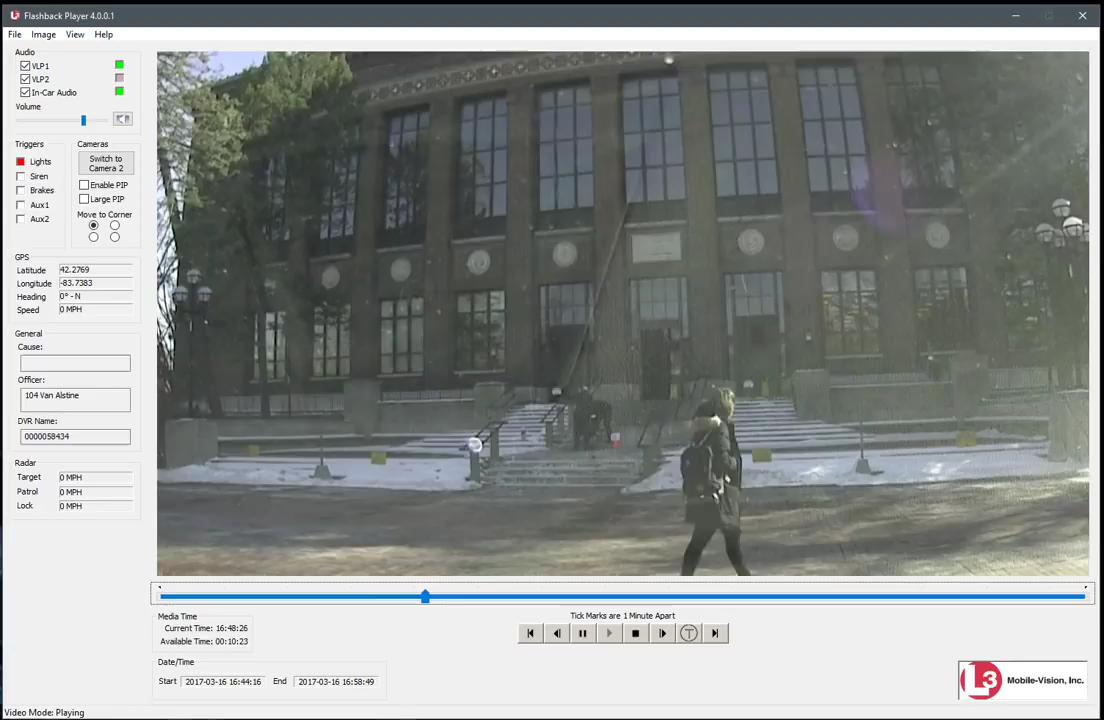 Flashback Player 4.0.0.1
File Image View Help
Audio
VLP1
VLP2
In-Car Audio
Volume
Triggers
Lights
Siren
Brakes
Aux1
Aux2
Cameras
Switch to
Camera 2
Enable PIP
Large PIP
Move to Corner
GPS
Latitude 42.2769
Longitude -83.7383
Heading 0° - N
Speed 0 MPH
General
Cause:
Officer:
104 Van Alstine
DVR Name:
0000058434
Radar
Target 0 MPH
Patrol 0 MPH
Lock 0 MPH
Tick Marks are 1 Minute Apart
Media Time
Current Time: 16:48:26
Available Time: 00:10:23
T
Date/Time
Start 2017-03-16 16:44:16 End 2017-03-16 16:58:49
L3 Mobile-Vision, Inc.
Video Mode: Playing